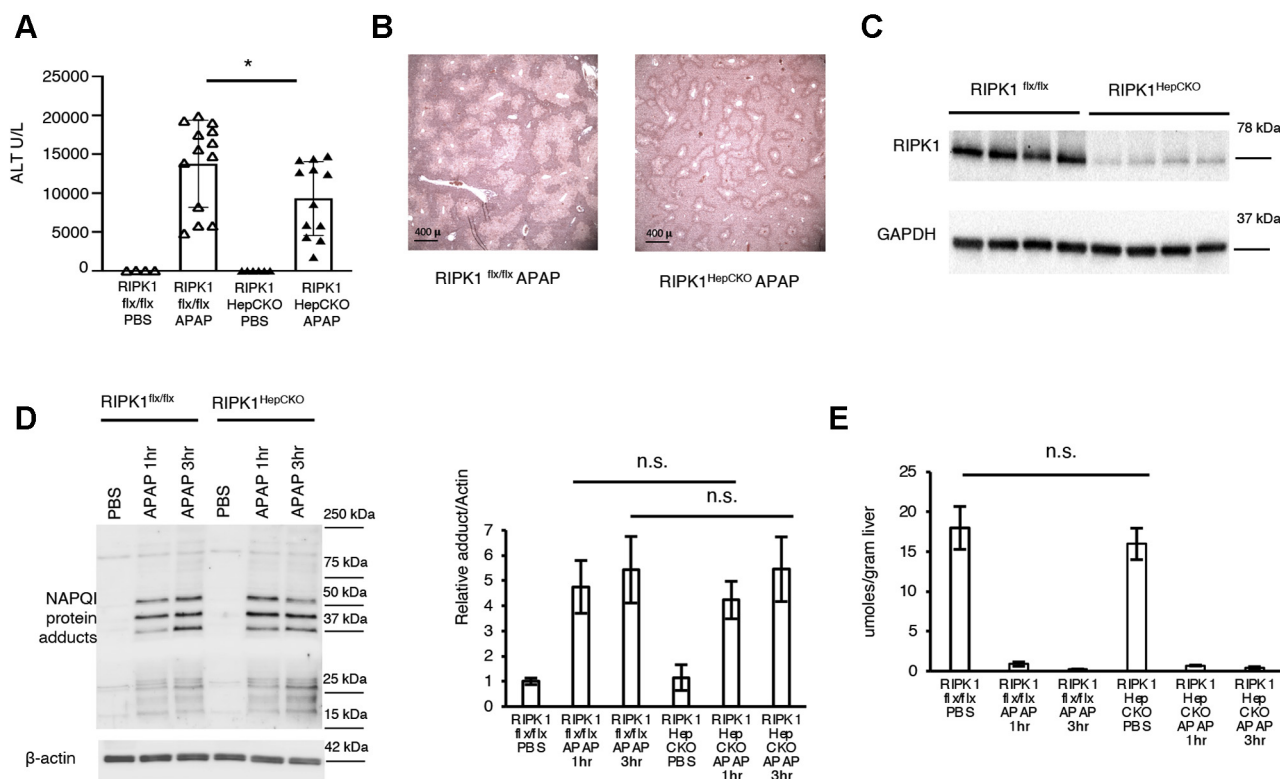 A
ALT U/L
25000
20000
15000
10000
5000
0
*
RIPK1
flx/flx
PBS
RIPK1
flx/flx
APAP
RIPK1
HepCKO
PBS
RIPK1
HepCKO
APAP
B
400 µ
RIPK1 flx/flx APAP
400 µ
RIPK1HepCKO APAP
C
RIPK1 flx/flx
RIPK1HepCKO
RIPK1
78 kDa
GAPDH
37 kDa
D
RIPK1flx/flx
RIPK1HepCKO
PBS
APAP 1hr
APAP 3hr
PBS
APAP 1hr
APAP 3hr
NAPQI
protein
adducts
250 kDa
75 kDa
50 kDa
37 kDa
25 kDa
15 kDa
β-actin
42 kDa
Relative adduct/Actin
7
6
5
4
3
2
1
0
n.s.
n.s.
RIPK1
flx/flx
PBS
RIPK1
flx/flx
APAP
1hr
RIPK1
flx/flx
APAP
3hr
RIPK1
Hep
CKO
PBS
RIPK1
Hep
CKO
APAP
1hr
RIPK1
Hep
CKO
APAP
3hr
E
umoles/gram liver
25
20
15
10
5
0
n.s.
RIPK1
flx/flx
PBS
RIPK1
flx/flx
APAP
1hr
RIPK1
flx/flx
APAP
3hr
RIPK1
Hep
CKO
PBS
RIPK1
Hep
CKO
APAP
1hr
RIPK1
Hep
CKO
APAP
3hr